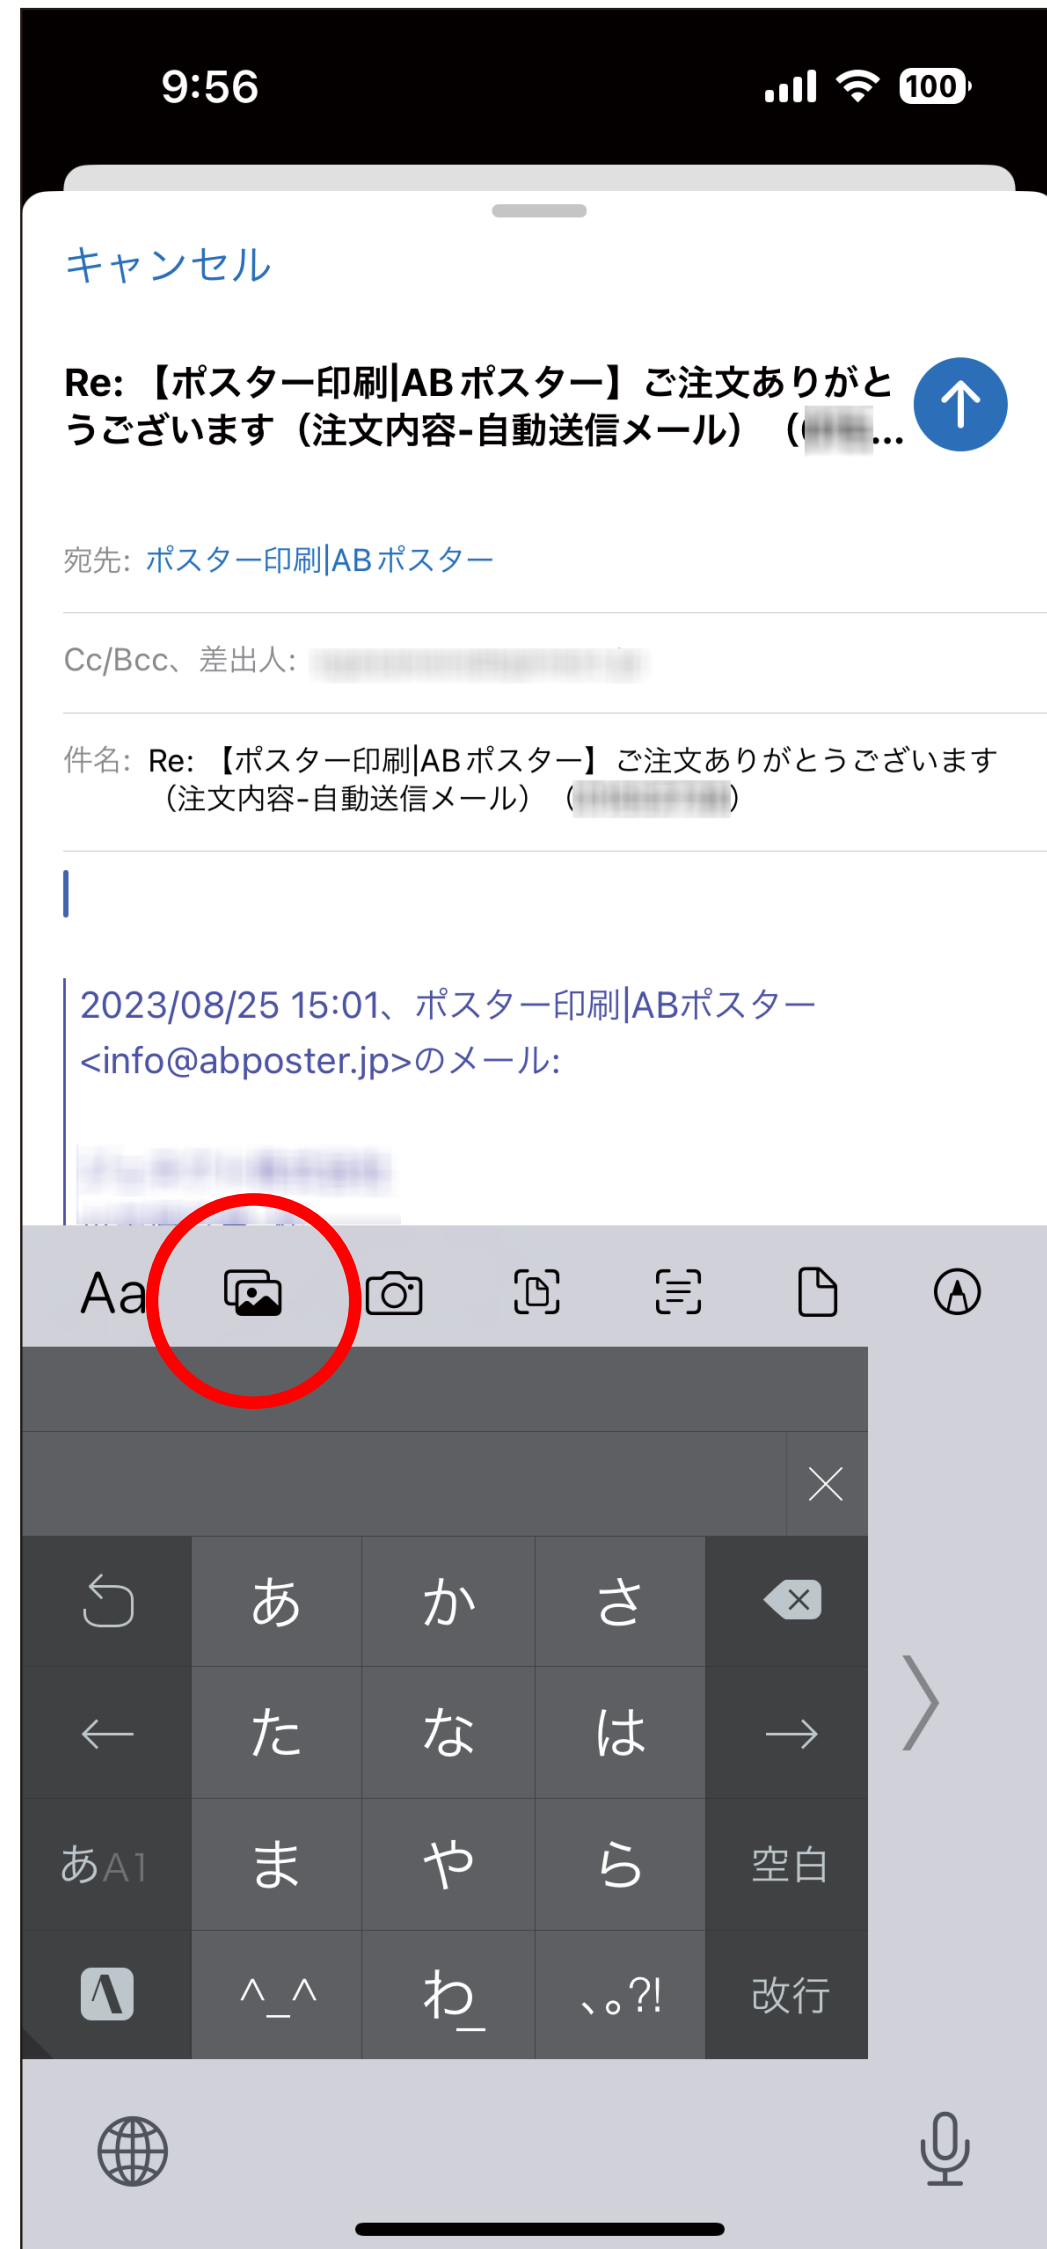 9:56
100
キャンセル
Re: 【ポスター印刷|ABポスター】ご注文ありがと
うございます（注文内容-自動送信メール）（
...
宛先: ポスター印刷|ABポスター
Cc/Bcc、差出人:
件名: Re: 【ポスター印刷|ABポスター】ご注文ありがとうございます
（注文内容-自動送信メール）（ ）
2023/08/25 15:01、ポスター印刷|ABポスター
<info@abposter.jp>のメール:
Aa
あ か さ
た な は
あA1 ま や ら 空白
^_^ わ_ 、。?! 改行